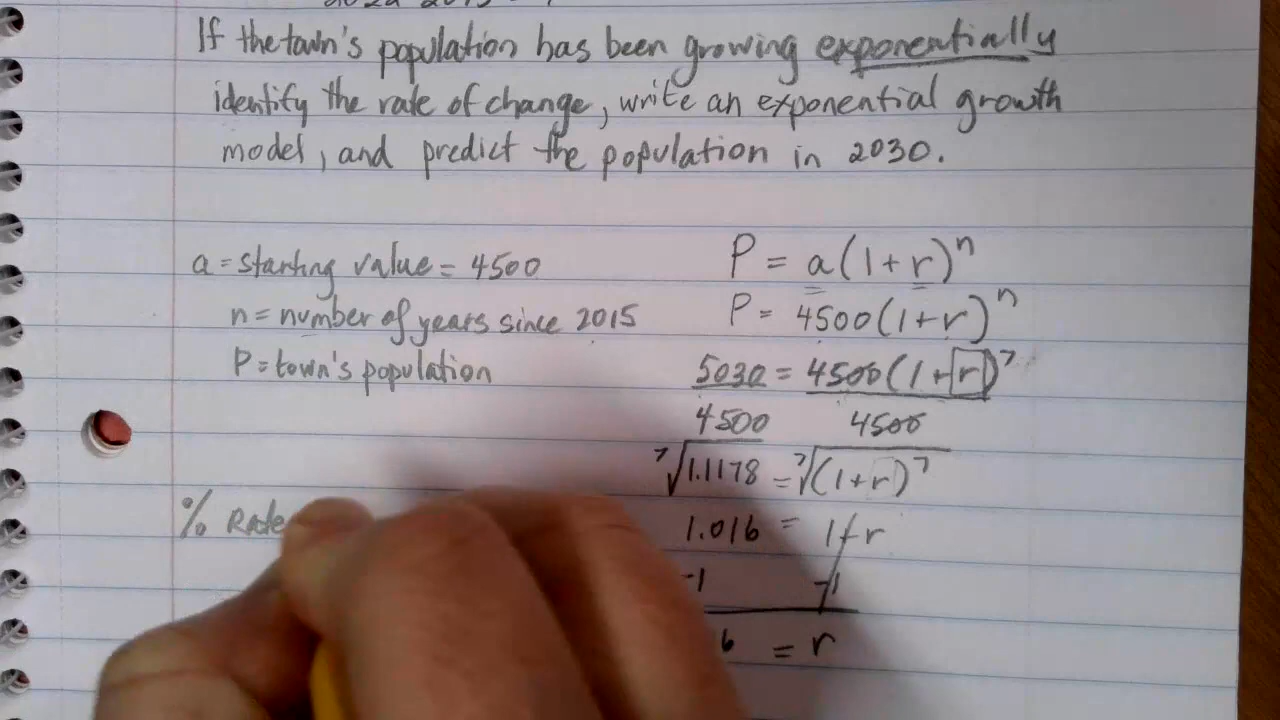 If the town's population has been growing exponentially
identify the rate of change, write an exponential growth
model, and predict the population in 2030.
a = starting value = 4500
P = a(1+r)^n
n = number of years since 2015
P = 4500(1+r)^n
P = town's population
5030 = 4500(1+r)^7
4500 4500
7√1.1178 = 7√(1+r)^7
% Rate
1.016 = 1+r
-1 -1
6 = r